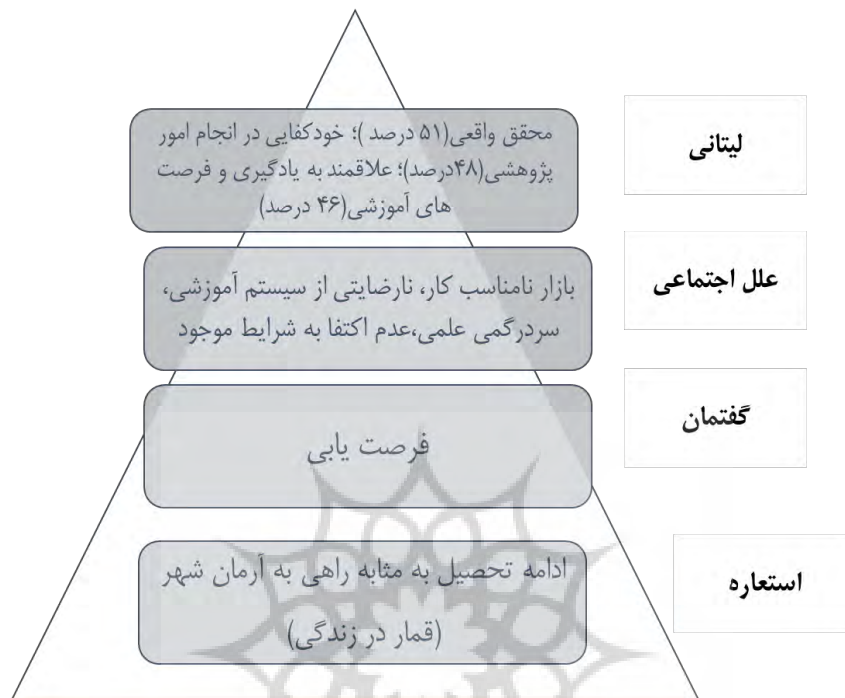 لیتانی
محقق واقعی(۵۱ درصد )؛ خودکفایی در انجام امور
پژوهشی(۴۸درصد)؛ علاقمند به یادگیری و فرصت
های آموزشی(۴۶ درصد)
علل اجتماعی
بازار نامناسب کار، نارضایتی از سیستم آموزشی،
سردرگمی علمی،عدم اکتفا به شرایط موجود
گفتمان
فرصت یابی
استعاره
ادامه تحصیل به مثابه راهی به آرمان شهر
(قمار در زندگی)